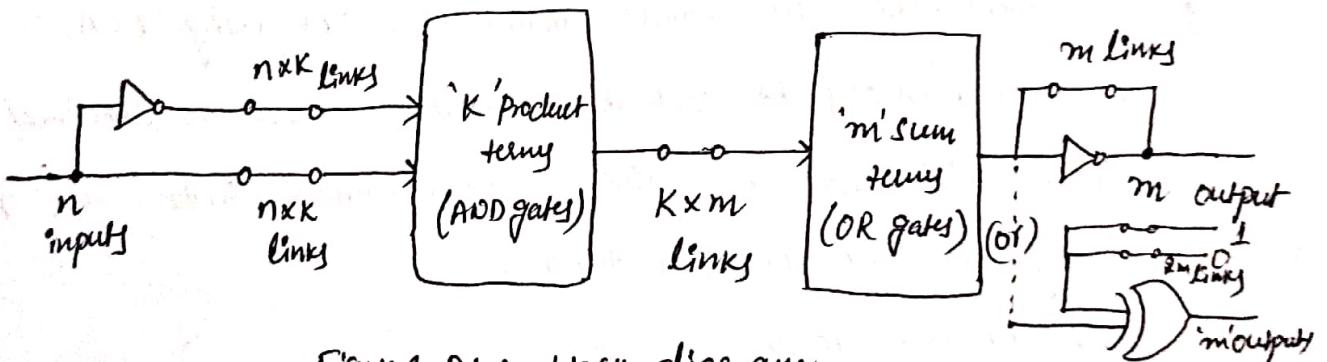 n×K links
n
inputs
n×K
links
'K' Product
terms
(AND gates)
K×m
links
'm' sum
terms
(OR gates)
m links
m output
(or)
1
0
2m links
'm' outputs
Figure PLA block diagram